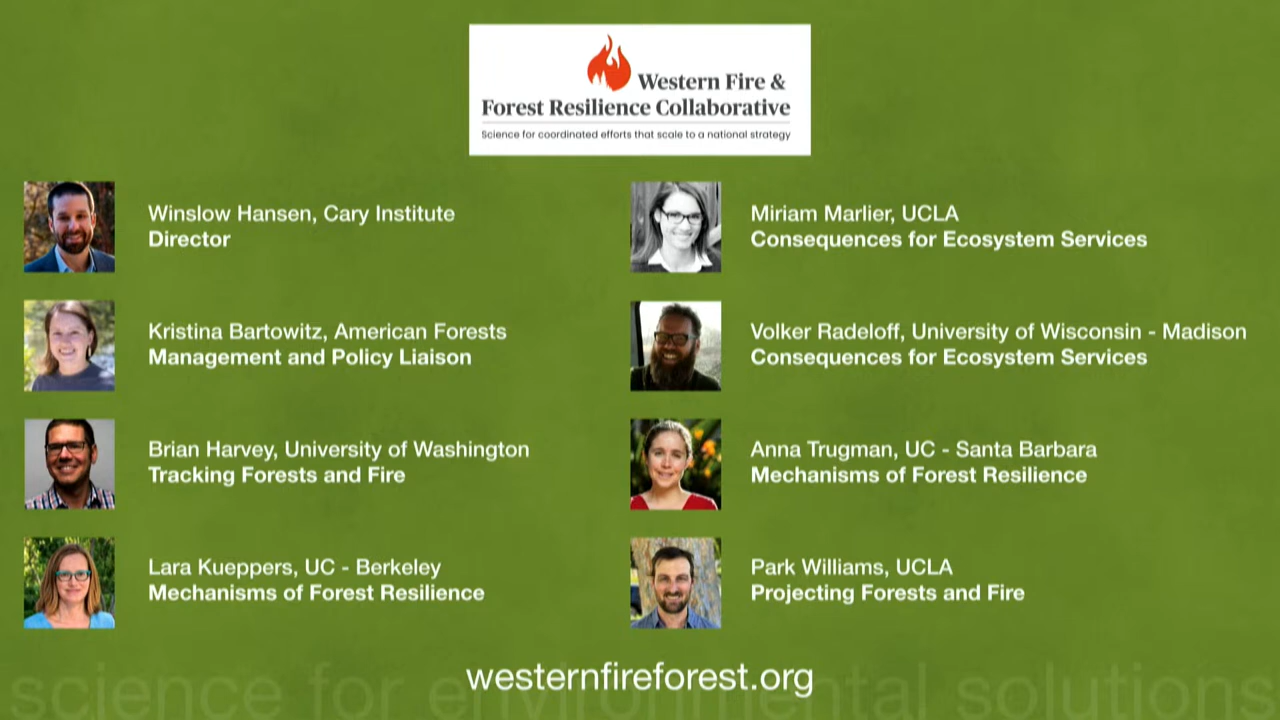 Western Fire &
Forest Resilience Collaborative
Science for coordinated efforts that scale to a national strategy
Winslow Hansen, Cary Institute
Director
Kristina Bartowitz, American Forests
Management and Policy Liaison
Brian Harvey, University of Washington
Tracking Forests and Fire
Lara Kueppers, UC - Berkeley
Mechanisms of Forest Resilience
Miriam Marlier, UCLA
Consequences for Ecosystem Services
Volker Radeloff, University of Wisconsin - Madison
Consequences for Ecosystem Services
Anna Trugman, UC - Santa Barbara
Mechanisms of Forest Resilience
Park Williams, UCLA
Projecting Forests and Fire
westernfireforest.org
science for environmental solutions